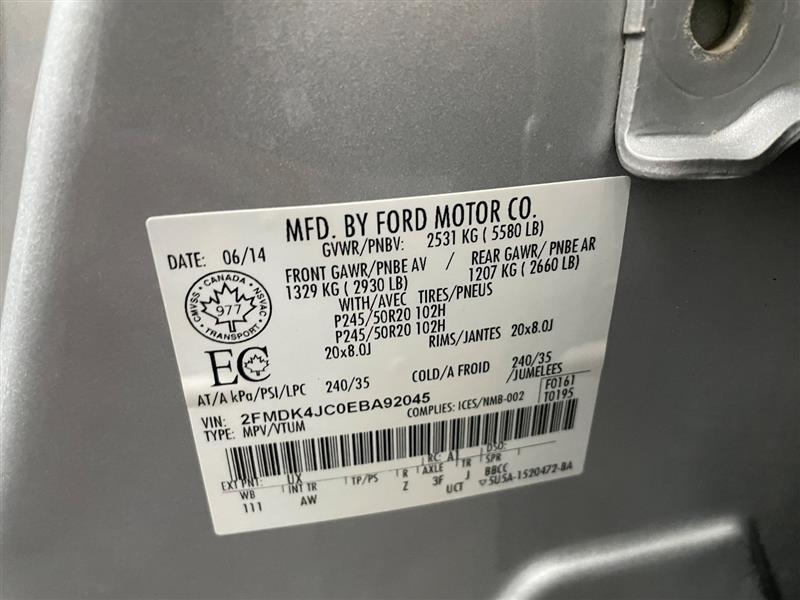 MFD. BY FORD MOTOR CO.
DATE: 06/14
GVWR/PNBV: 2531 KG ( 5580 LB)
FRONT GAWR/PNBE AV / REAR GAWR/ PNBE AR
1329 KG ( 2930 LB) 1207 KG ( 2660 LB)
WITH/AVEC TIRES/PNEUS
P245/50R20 102H
P245/50R20 102H
20x8.0J RIMS/JANTES 20x8.0J
CMVSS • CANADA • NSVAC
977
TRANSPORT
EC
AT/A kPa/PSI/LPC 240/35 COLD/A FROID 240/35
/JUMELEES
VIN: 2FMDK4JC0EBA92045 COMPLIES: ICES/NMB-002 F0161
TYPE: MPV/VTUM T0195
EXT PNT: UX RC: A DSO:
WB INT TR TP/PS R AXLE TR SPR
111 AW Z 3F J BBCC
UCT 5U5A-1520472-BA